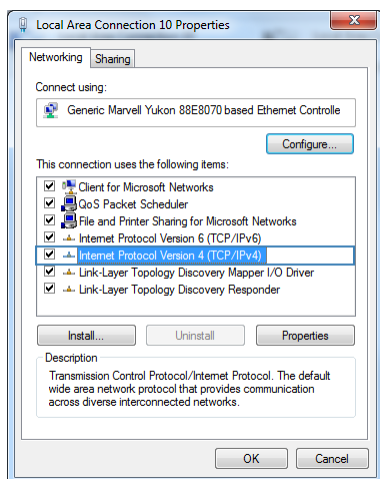 Local Area Connection 10 Properties
Networking
Sharing
Connect using:
Generic Marvell Yukon 88E8070 based Ethernet Controlle
Configure...
This connection uses the following items:
Client for Microsoft Networks
QoS Packet Scheduler
File and Printer Sharing for Microsoft Networks
Internet Protocol Version 6 (TCP/IPv6)
Internet Protocol Version 4 (TCP/IPv4)
Link-Layer Topology Discovery Mapper I/O Driver
Link-Layer Topology Discovery Responder
Install...
Uninstall
Properties
Description
Transmission Control Protocol/Internet Protocol. The default
wide area network protocol that provides communication
across diverse interconnected networks.
OK
Cancel